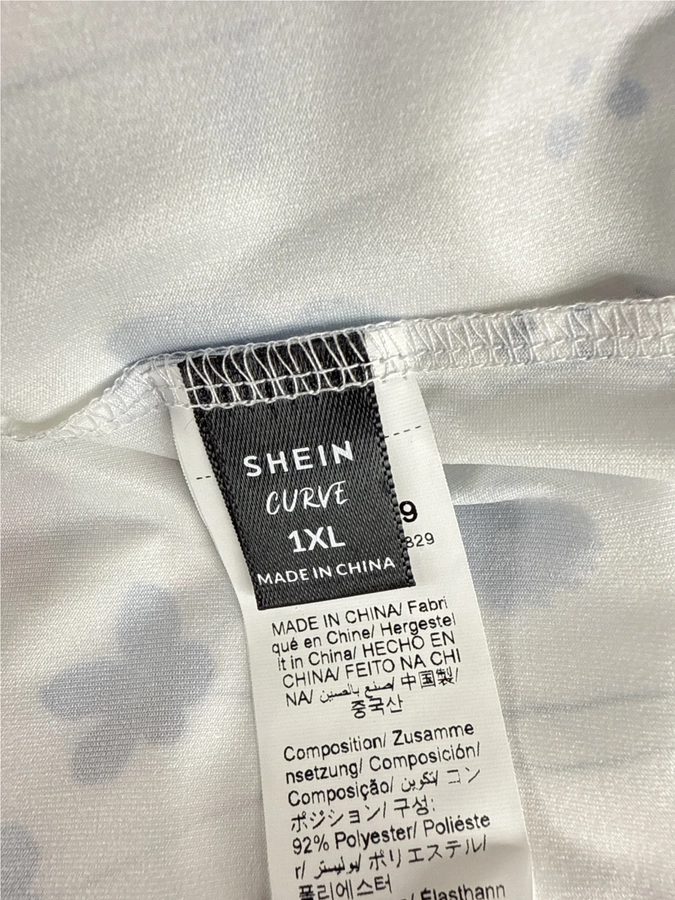 SHEIN
CURVE
1XL
MADE IN CHINA
9
829
MADE IN CHINA/ Fabri
qué en Chine/ Hergestel
lt in China/ HECHO EN
CHINA/ FEITO NA CHI
NA/ صنع بالصين/ 中国製/
중국산
Composition/ Zusamme
nsetzung/ Composición/
Composição/ تكوين/ コン
ポジション/ 구성:
92% Polyester/ Poliéste
r/ بوليستر/ ポリエステル/
폴리에스터
/ Élasthann